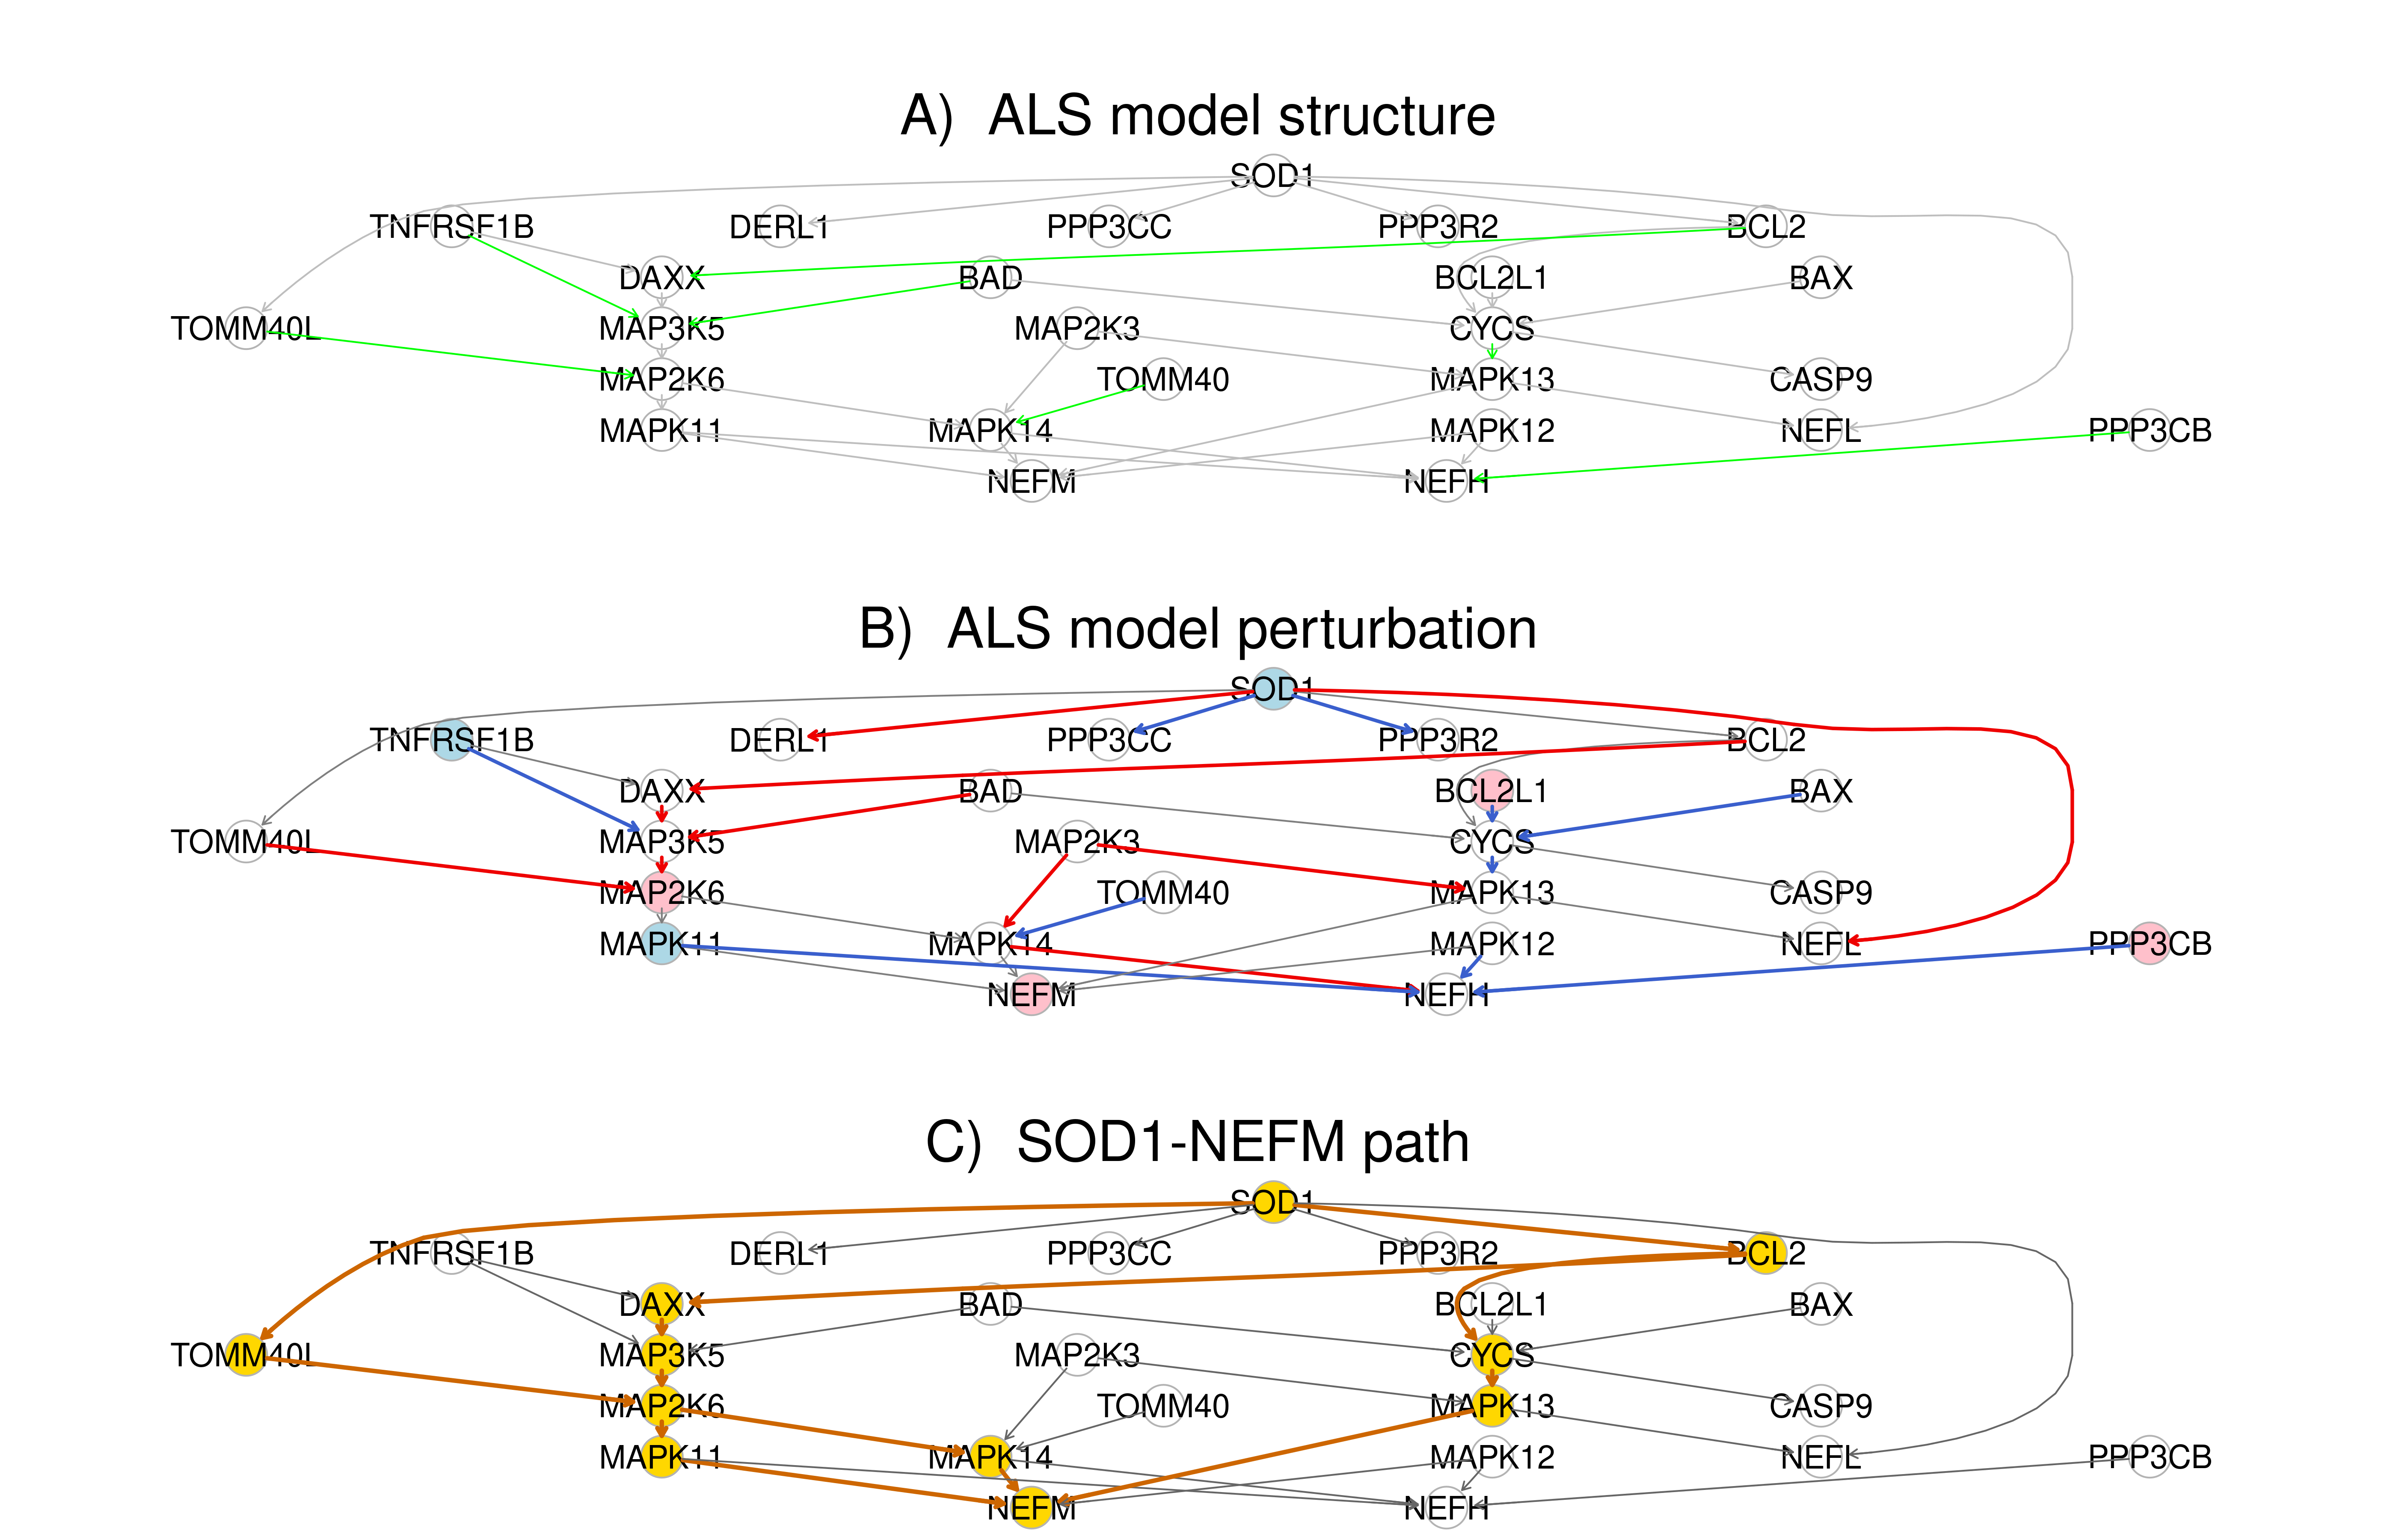 A) ALS model structure
SOD1
TNFRSF1B DERL1 PPP3CC PPP3R2 BCL2
DAXX BAD BCL2L1 BAX
TOMM40L MAP3K5 MAP2K3 CYCS
MAP2K6 TOMM40 MAPK13 CASP9
MAPK11 MAPK14 MAPK12 NEFL PPP3CB
NEFM NEFH
B) ALS model perturbation
SOD1
TNFRSF1B DERL1 PPP3CC PPP3R2 BCL2
DAXX BAD BCL2L1 BAX
TOMM40L MAP3K5 MAP2K3 CYCS
MAP2K6 TOMM40 MAPK13 CASP9
MAPK11 MAPK14 MAPK12 NEFL PPP3CB
NEFM NEFH
C) SOD1-NEFM path
SOD1
TNFRSF1B DERL1 PPP3CC PPP3R2 BCL2
DAXX BAD BCL2L1 BAX
TOMM40L MAP3K5 MAP2K3 CYCS
MAP2K6 TOMM40 MAPK13 CASP9
MAPK11 MAPK14 MAPK12 NEFL PPP3CB
NEFM NEFH